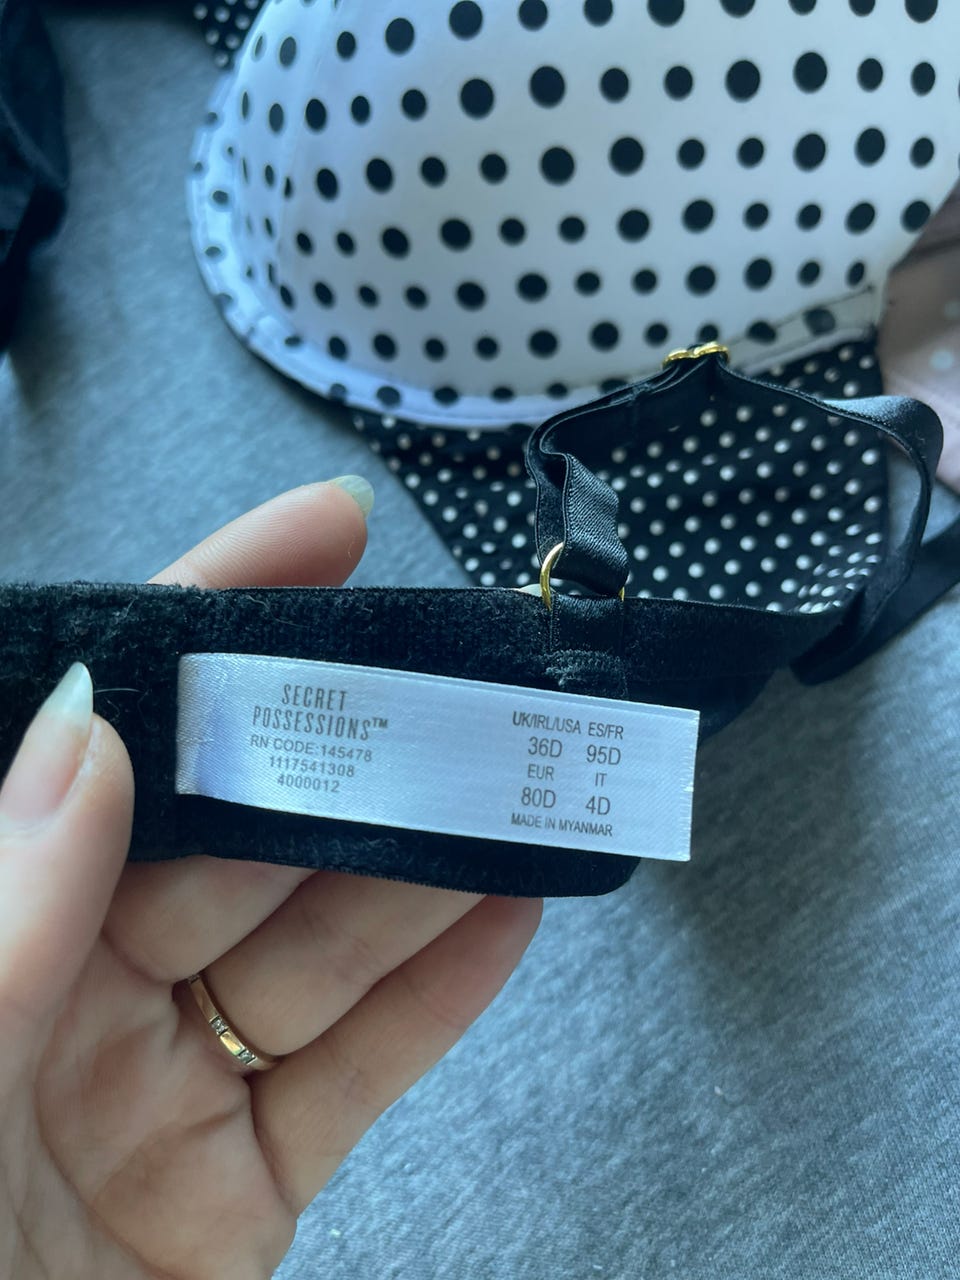 SECRET
POSSESSIONS™
RN CODE:145478
1117541308
4000012
UK/IRL/USA ES/FR
36D 95D
EUR IT
80D 4D
MADE IN MYANMAR